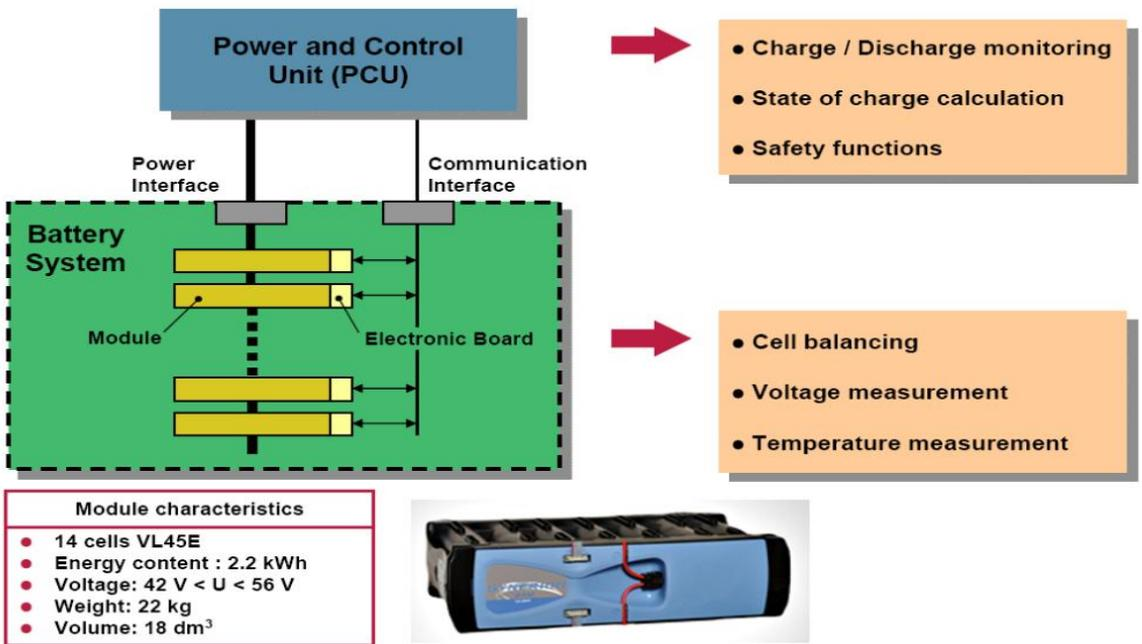 Power and Control
Unit (PCU)
• Charge / Discharge monitoring
• State of charge calculation
• Safety functions
Power
Interface
Communication
Interface
Battery
System
Module
Electronic Board
• Cell balancing
• Voltage measurement
• Temperature measurement
Module characteristics
• 14 cells VL45E
• Energy content : 2.2 kWh
• Voltage: 42 V < U < 56 V
• Weight: 22 kg
• Volume: 18 dm³